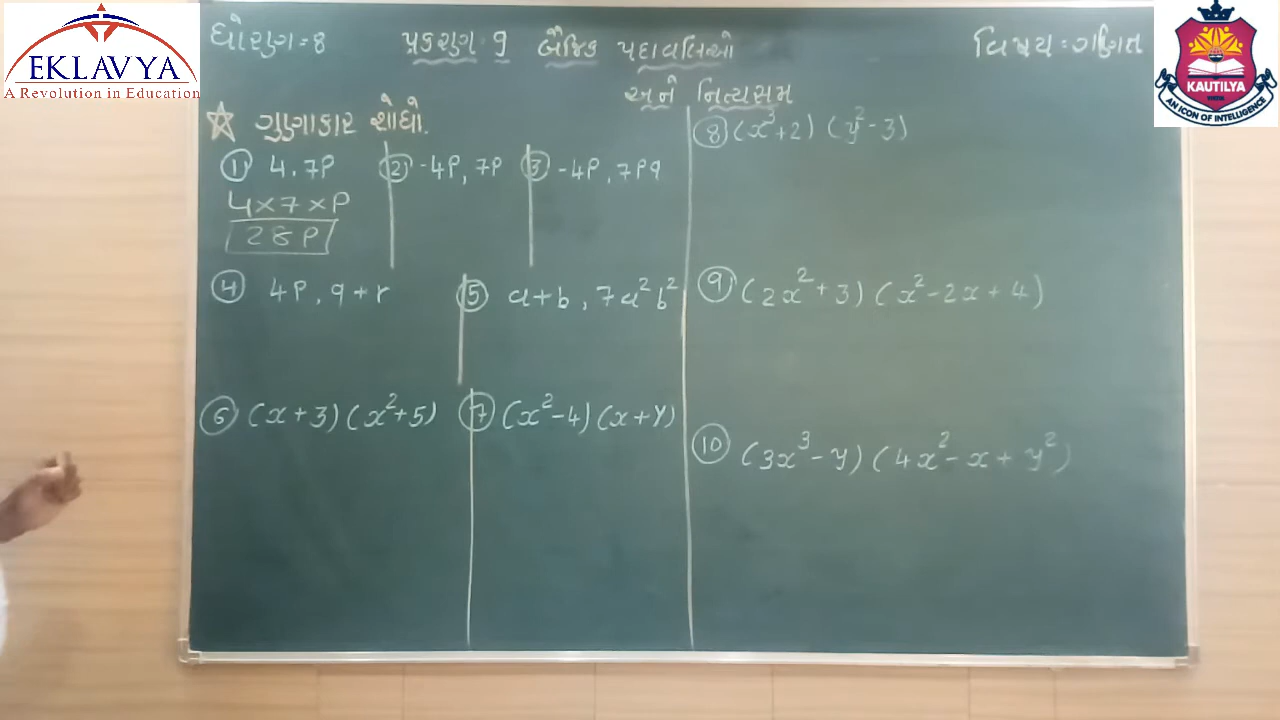 EKLAVYA
A Revolution in Education
ધોરણ=8 પ્રકરણ 9 બૈજિક પદાવલિઓ વિષય=ગણિત
અને નિત્યસમ
KAUTILYA
AN ICON OF INTELLIGENCE
☆ ગુણાકાર શોધો.
① 4, 7P
4×7×P
28P
② -4P, 7P
③ -4P, 7Pq
④ 4P, q+r
⑤ a+b, 7a²b²
⑥ (x+3)(x²+5)
⑦ (x²-4)(x+y)
⑧ (x³+2) (y²-3)
⑨ (2x²+3) (x²-2x+4)
⑩ (3x³-y) (4x²-x+y²)